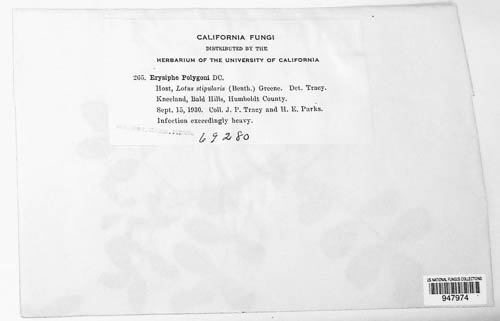 CALIFORNIA FUNGI
DISTRIBUTED BY THE
HERBARIUM OF THE UNIVERSITY OF CALIFORNIA
265. Erysiphe Polygoni DC.
Host, Lotus stipularis (Benth.) Greene. Det. Tracy.
Kneeland, Bald Hills, Humboldt County.
Sept. 15, 1930. Coll. J. P. Tracy and H. E. Parks.
Infection exceedingly heavy.
69280
US NATIONAL FUNGUS COLLECTIONS
947974